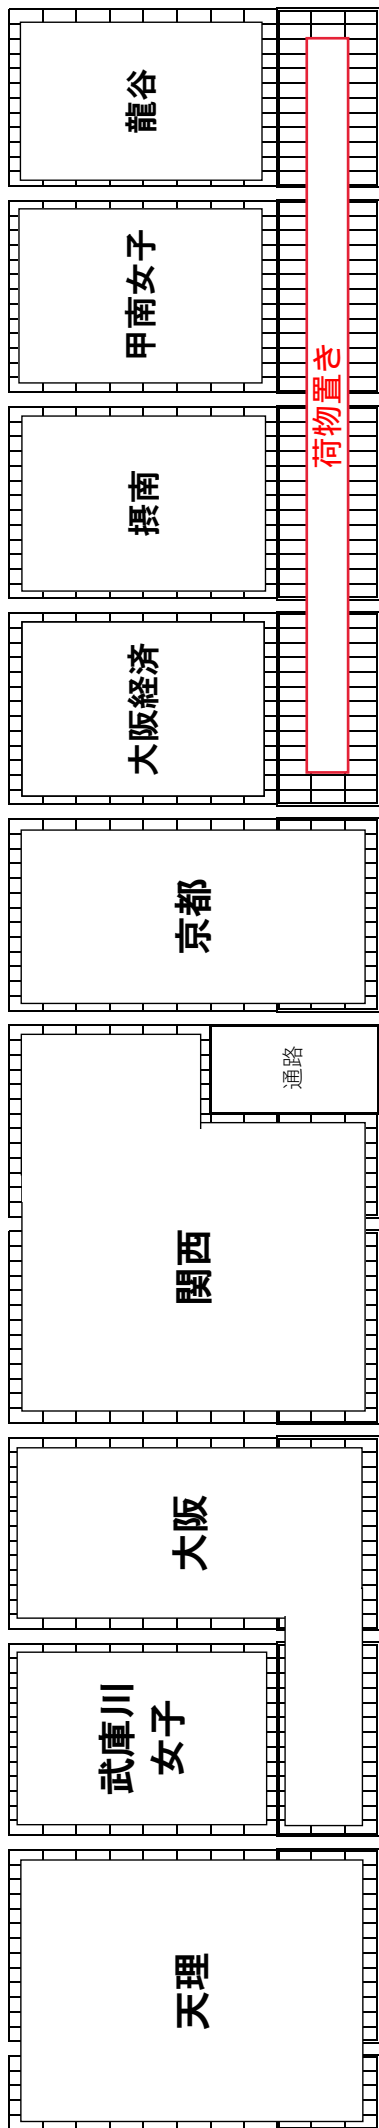 龍谷
甲南女子
荷物置き
摂南
大阪経済
京都
通路
関西
大阪
武庫川
女子
天理